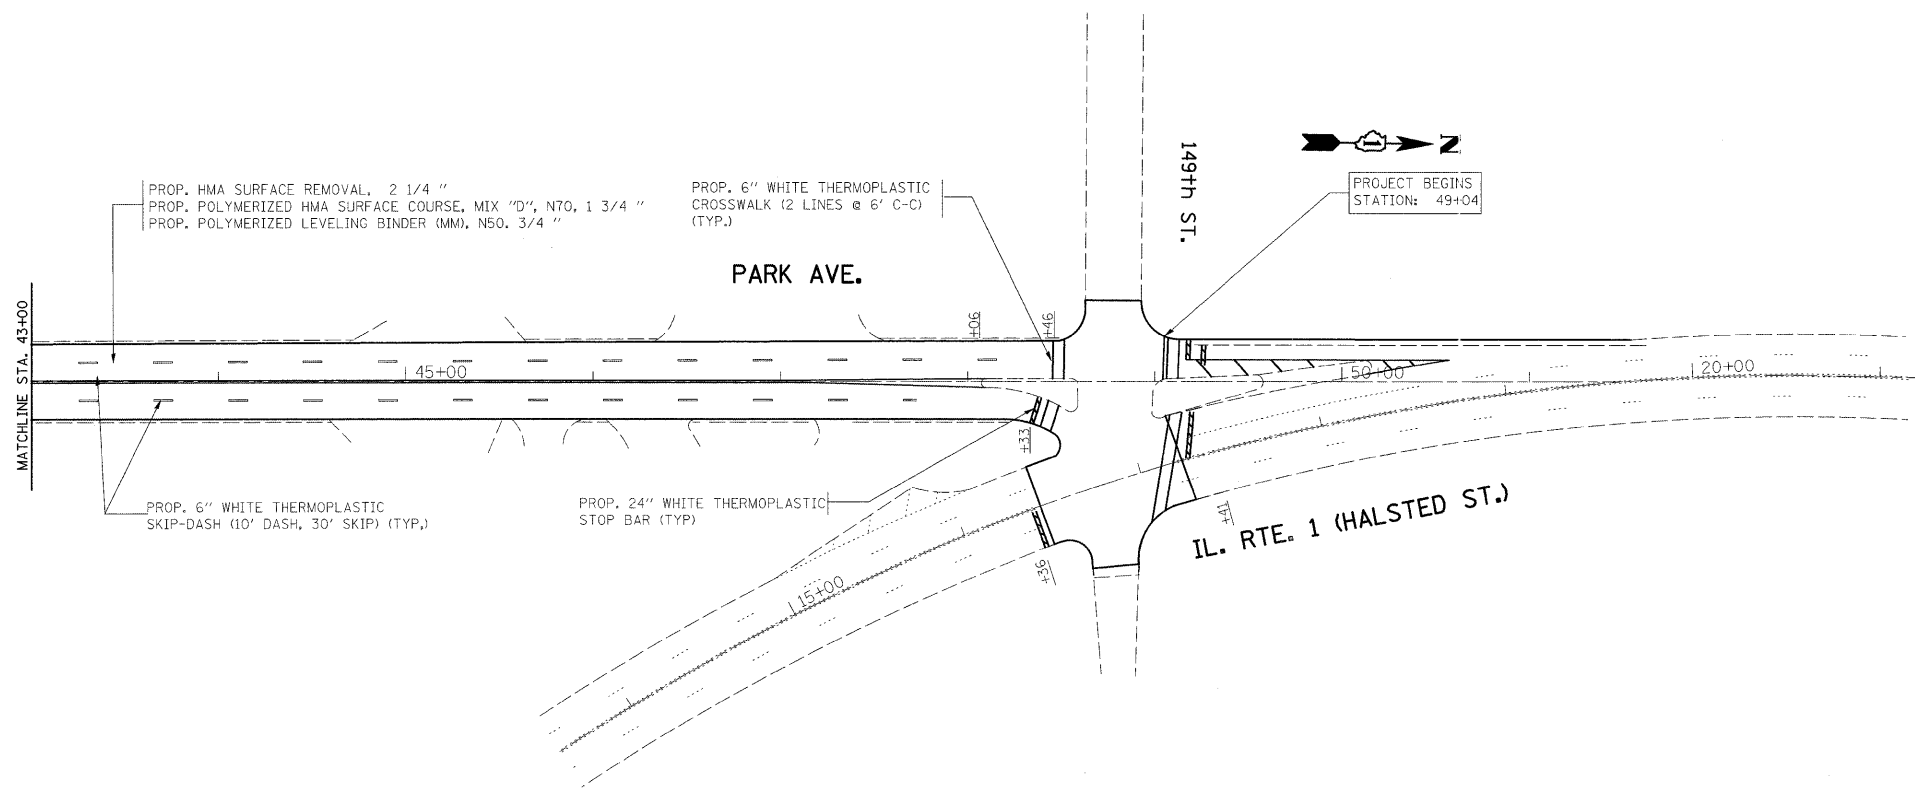 149th ST.
1
N
PROJECT BEGINS
STATION: 49+04
PROP. HMA SURFACE REMOVAL, 2 1/4 "
PROP. POLYMERIZED HMA SURFACE COURSE, MIX "D", N70, 1 3/4 "
PROP. POLYMERIZED LEVELING BINDER (MM), N50. 3/4 "
PROP. 6" WHITE THERMOPLASTIC
CROSSWALK (2 LINES @ 6' C-C)
(TYP.)
PARK AVE.
MATCHLINE STA. 43+00
+06
+46
45+00
50+00
20+00
+33
PROP. 6" WHITE THERMOPLASTIC
SKIP-DASH (10' DASH, 30' SKIP) (TYP,)
PROP. 24" WHITE THERMOPLASTIC
STOP BAR (TYP)
+41
IL. RTE. 1 (HALSTED ST.)
+36
15+00